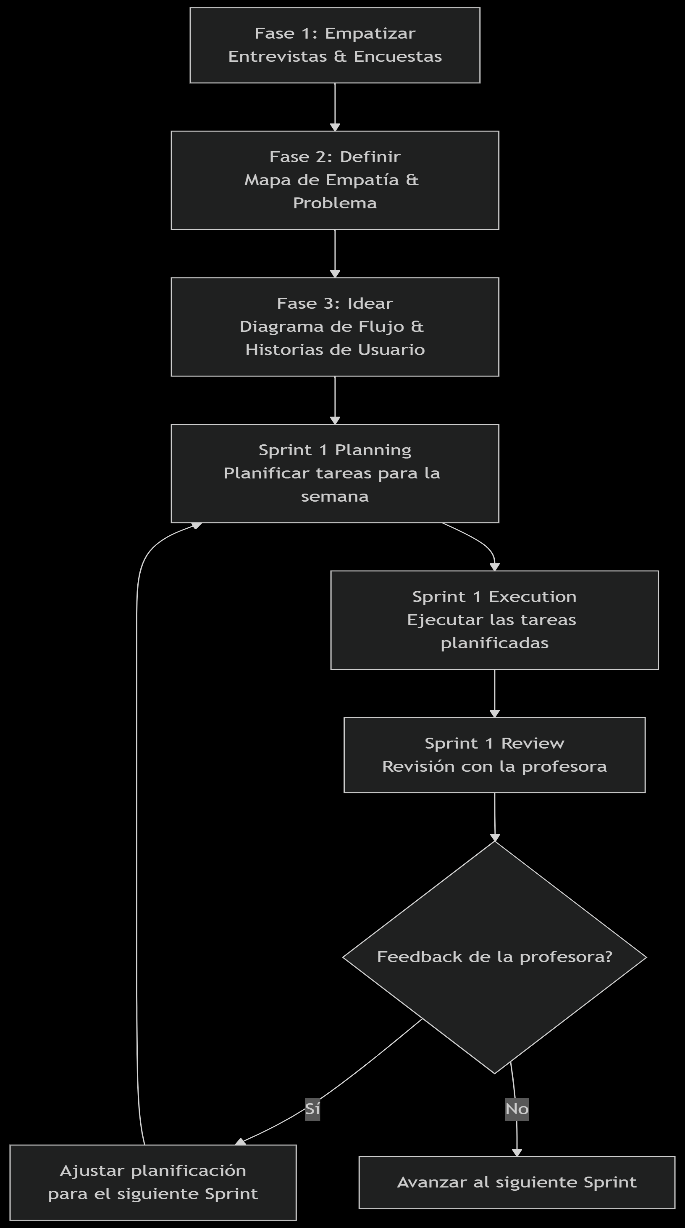 Fase 1: Empatizar
Entrevistas & Encuestas
Fase 2: Definir
Mapa de Empatía &
Problema
Fase 3: Idear
Diagrama de Flujo &
Historias de Usuario
Sprint 1 Planning
Planificar tareas para la
semana
Sprint 1 Execution
Ejecutar las tareas
planificadas
Sprint 1 Review
Revisión con la profesora
Feedback de la profesora?
Sí
No
Ajustar planificación
para el siguiente Sprint
Avanzar al siguiente Sprint